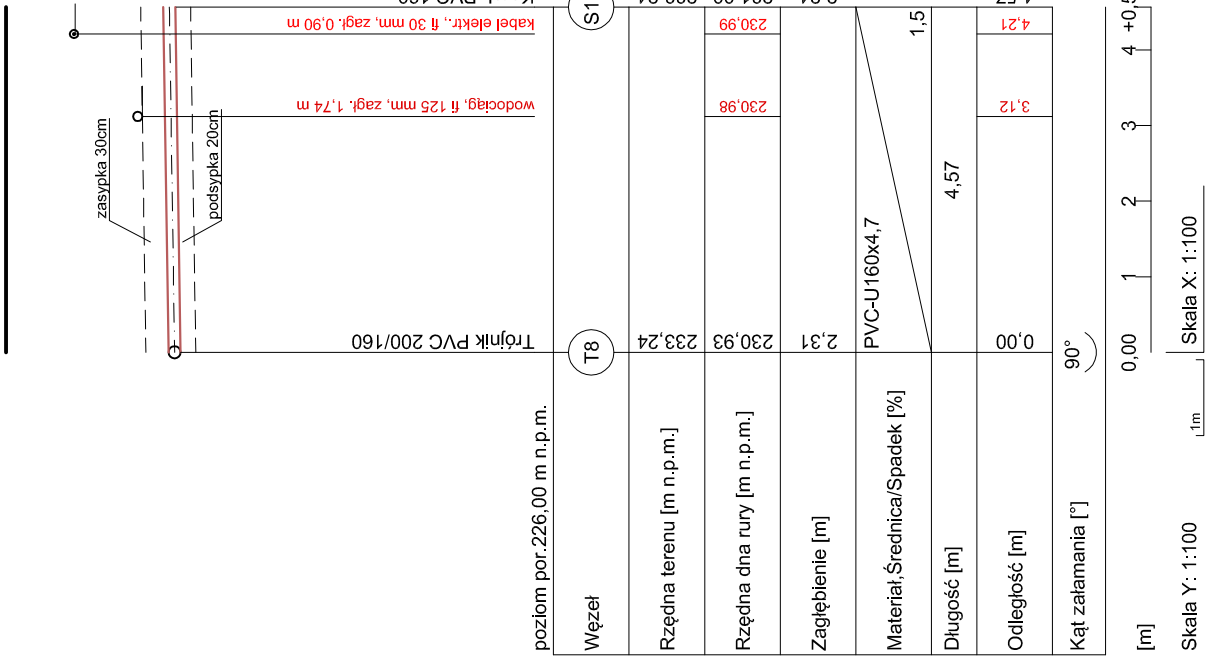 zasypka 30cm
podsypka 20cm
Trójnik PVC 200/160
wodociąg, fi 125 mm, zagł. 1,74 m
kabel elektr., fi 30 mm, zagł. 0,90 m
poziom por.226,00 m n.p.m.
Węzeł
T8
S1
Rzędna terenu [m n.p.m.]
233,24
Rzędna dna rury [m n.p.m.]
230,93
230,98
230,99
Zagłębienie [m]
2,31
Materiał,Średnica/Spadek [%]
PVC-U160x4,7
1,5
Długość [m]
4,57
Odległość [m]
0,00
3,12
4,21
Kąt załamania [°]
90°
[m]
0,00
1
2
3
4
Skala Y: 1:100
1m
Skala X: 1:100